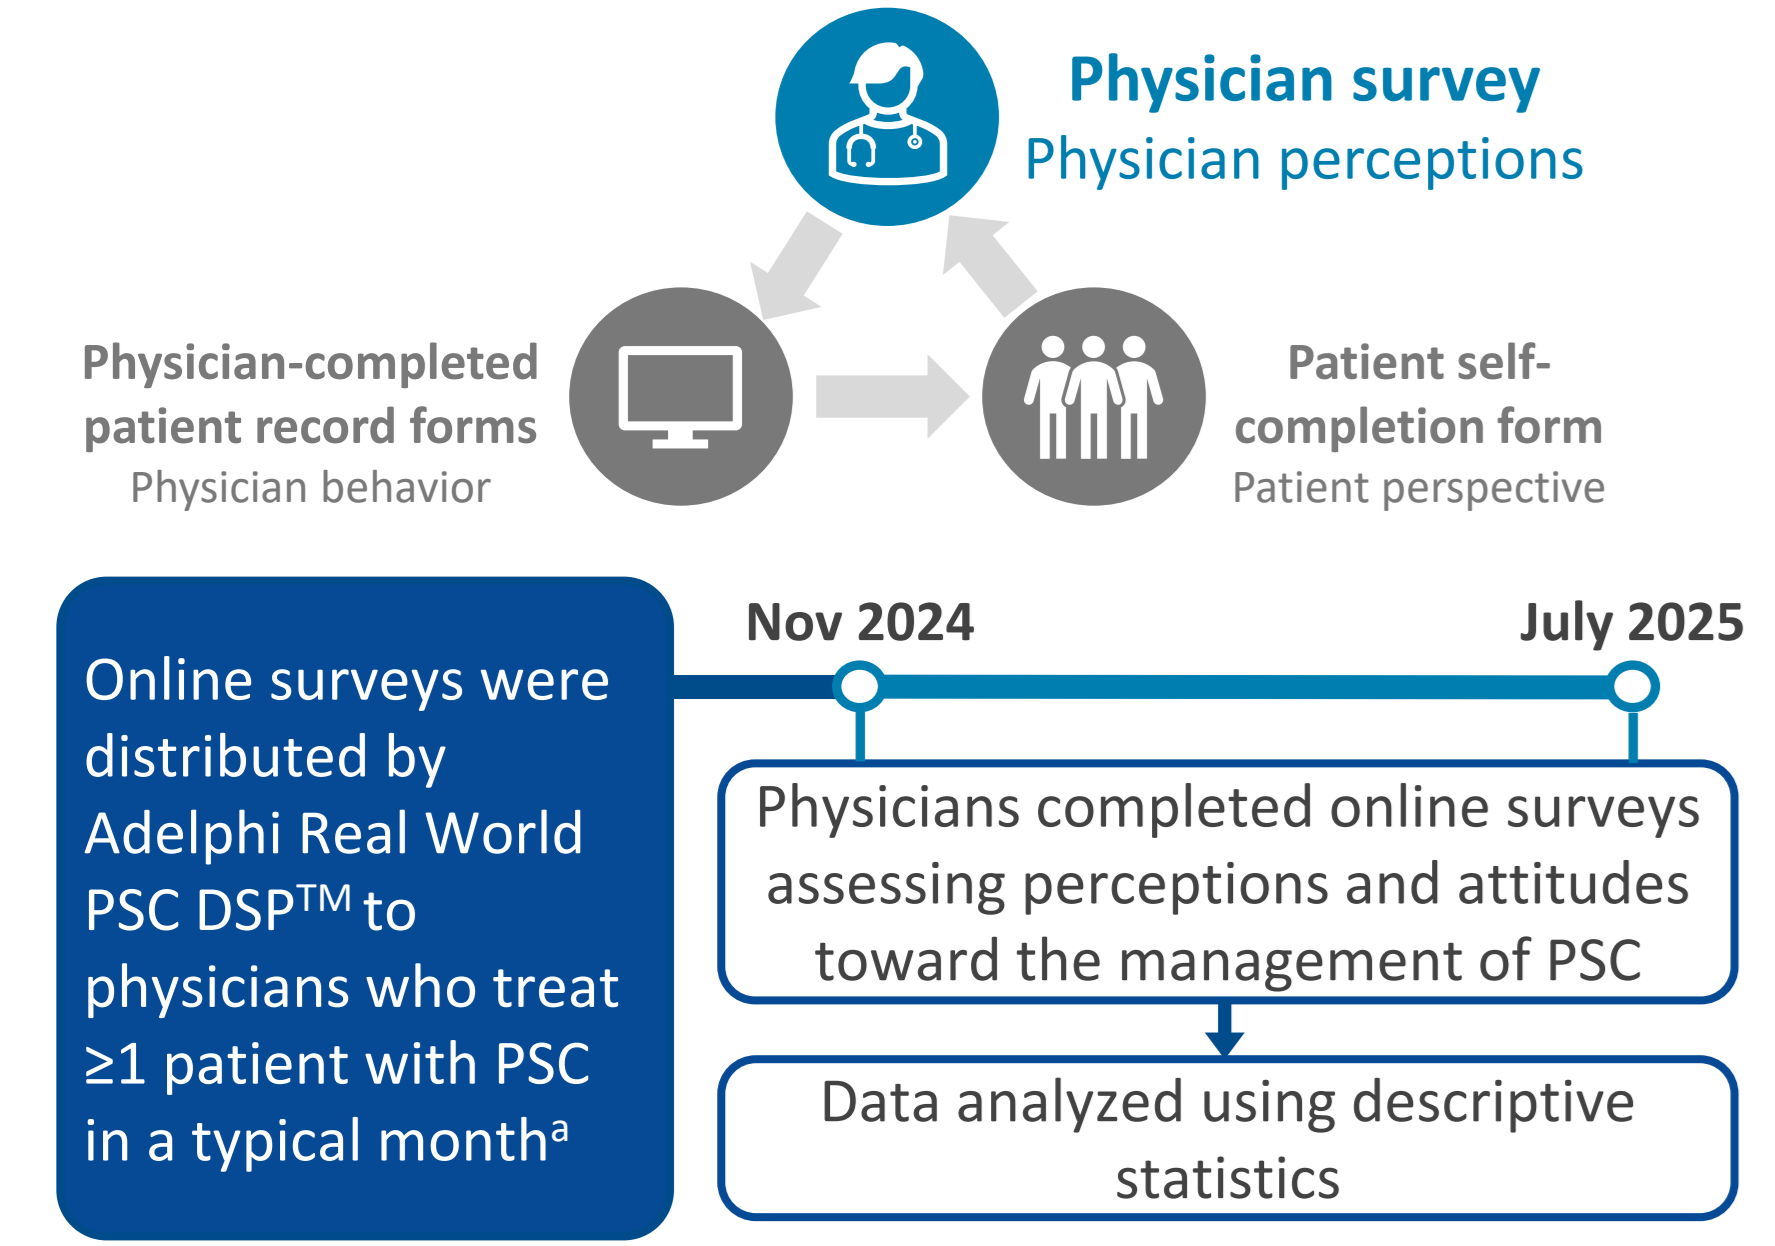 Physician survey
Physician perceptions
Physician-completed
patient record forms
Physician behavior
Patient self-
completion form
Patient perspective
Online surveys were
distributed by
Adelphi Real World
PSC DSP™ to
physicians who treat
≥1 patient with PSC
in a typical monthᵃ
Nov 2024
July 2025
Physicians completed online surveys
assessing perceptions and attitudes
toward the management of PSC
Data analyzed using descriptive
statistics